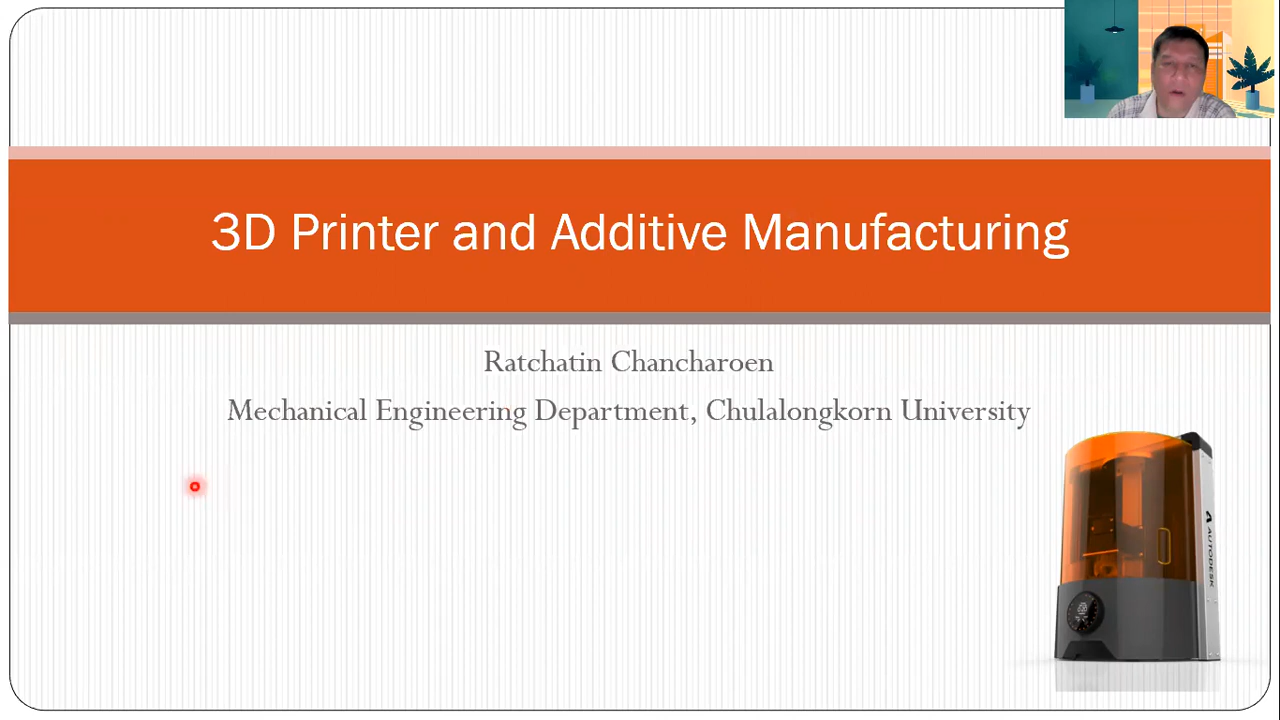 3D Printer and Additive Manufacturing
Ratchatin Chancharoen
Mechanical Engineering Department, Chulalongkorn University
AUTODESK